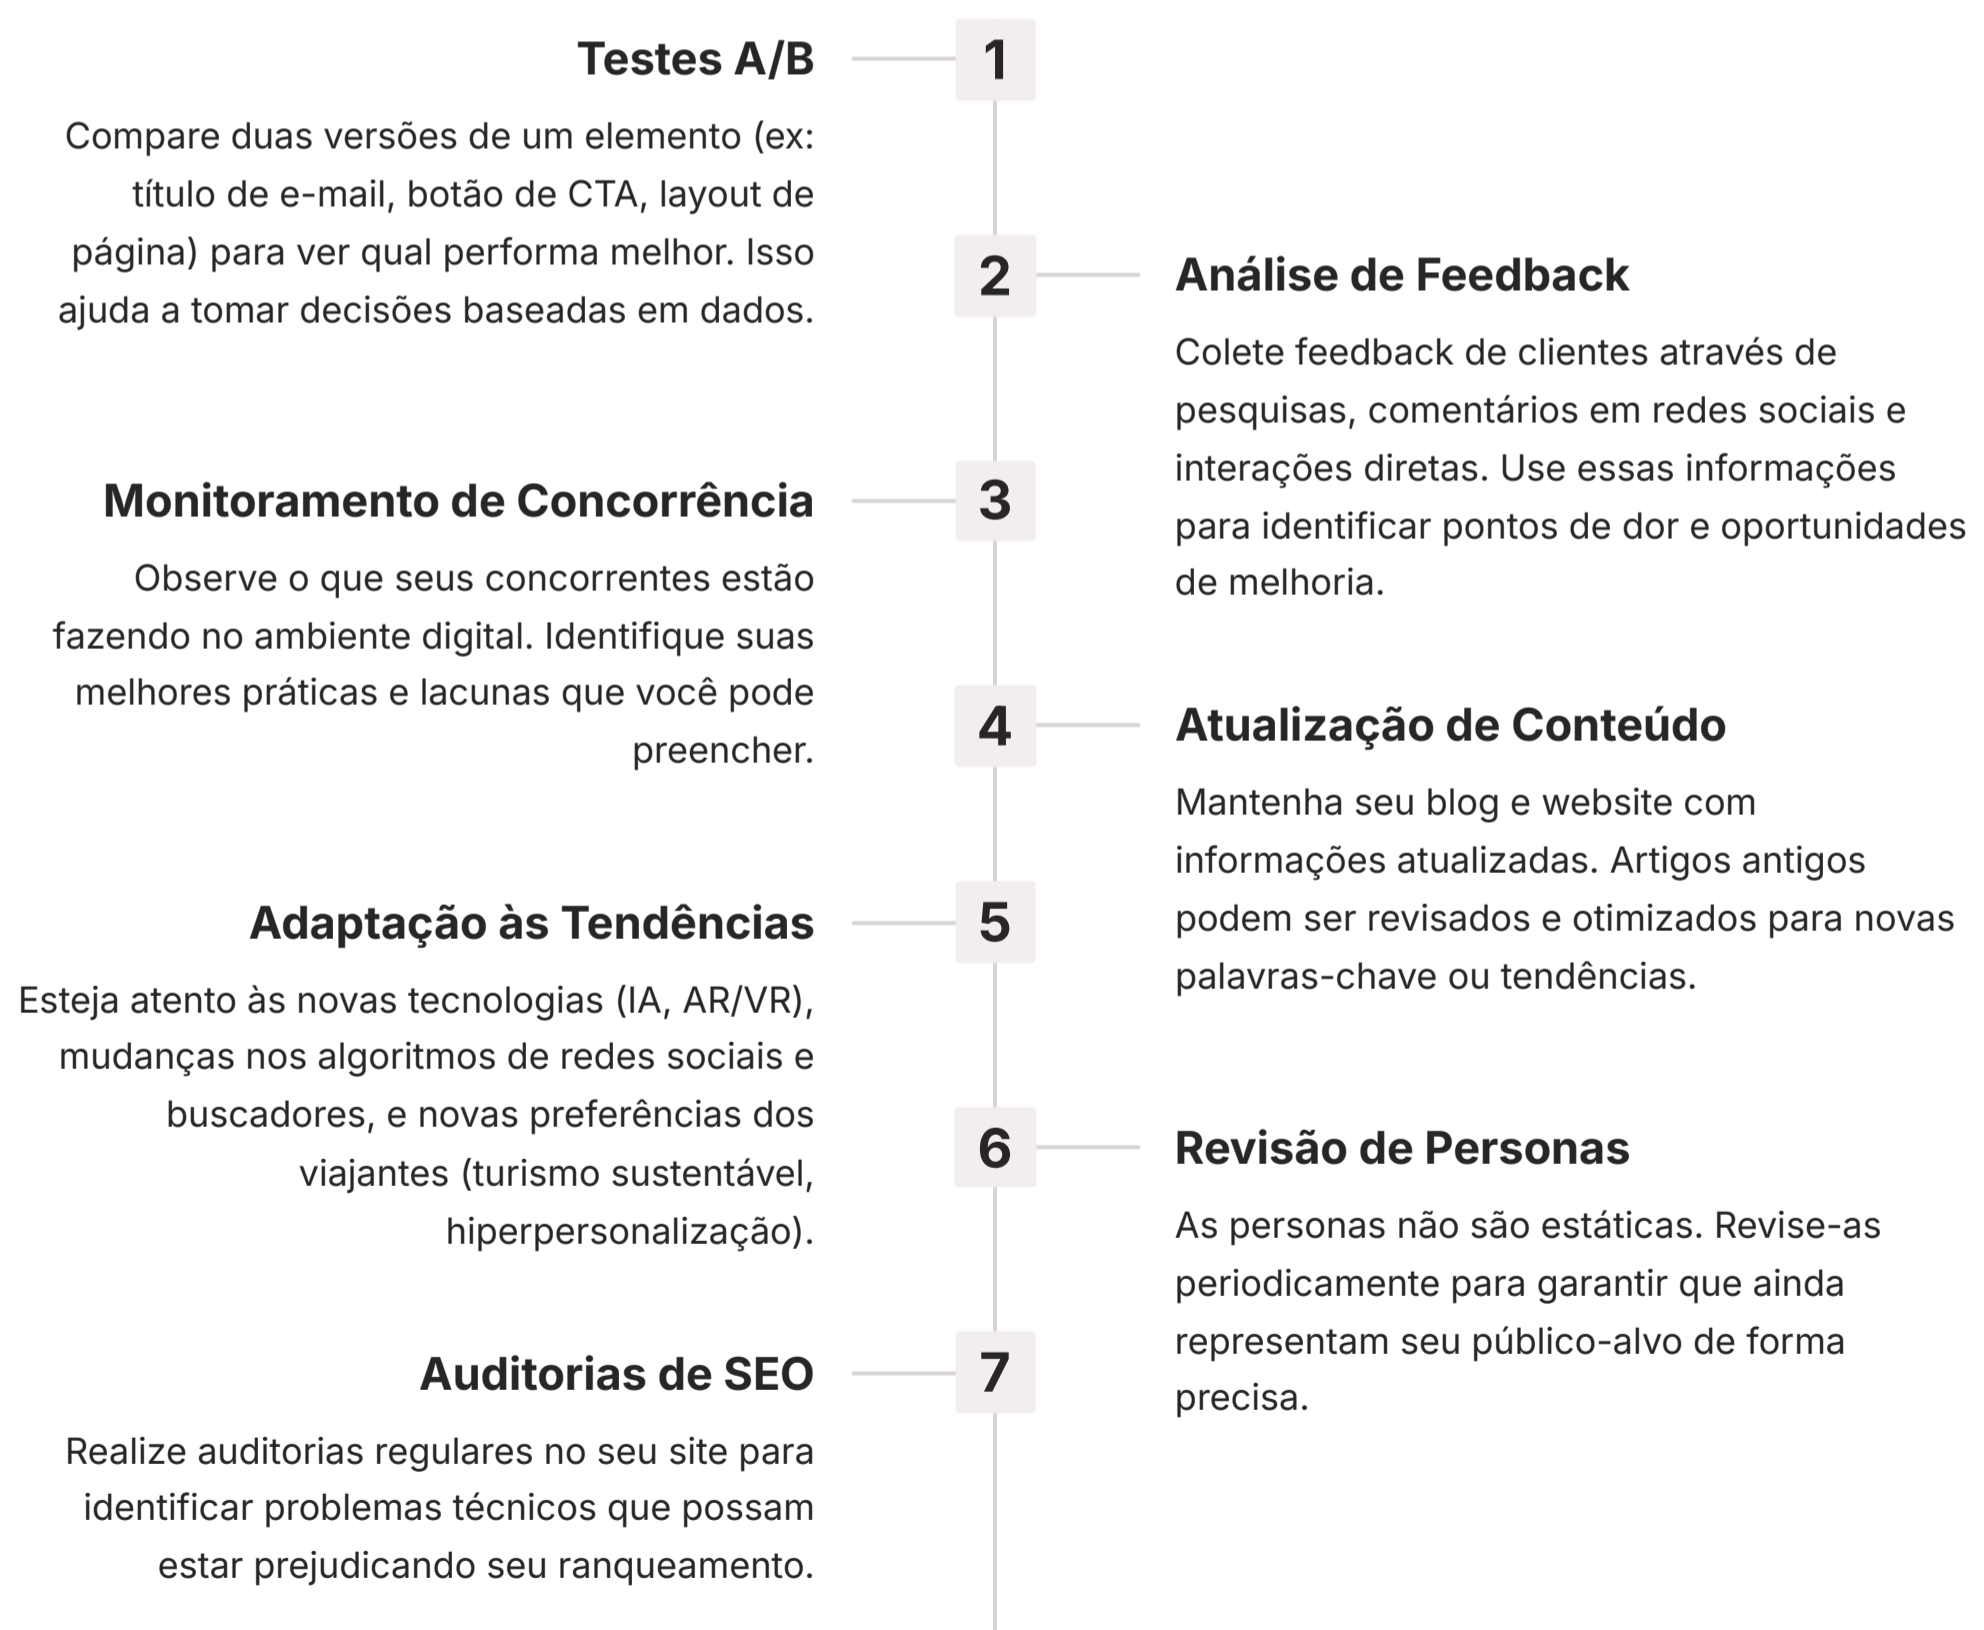 1
Testes A/B
Compare duas versões de um elemento (ex:
título de e-mail, botão de CTA, layout de
página) para ver qual performa melhor. Isso
ajuda a tomar decisões baseadas em dados.
2
Análise de Feedback
Colete feedback de clientes através de
pesquisas, comentários em redes sociais e
interações diretas. Use essas informações
para identificar pontos de dor e oportunidades
de melhoria.
3
Monitoramento de Concorrência
Observe o que seus concorrentes estão
fazendo no ambiente digital. Identifique suas
melhores práticas e lacunas que você pode
preencher.
4
Atualização de Conteúdo
Mantenha seu blog e website com
informações atualizadas. Artigos antigos
podem ser revisados e otimizados para novas
palavras-chave ou tendências.
5
Adaptação às Tendências
Esteja atento às novas tecnologias (IA, AR/VR),
mudanças nos algoritmos de redes sociais e
buscadores, e novas preferências dos
viajantes (turismo sustentável,
hiperpersonalização).
6
Revisão de Personas
As personas não são estáticas. Revise-as
periodicamente para garantir que ainda
representam seu público-alvo de forma
precisa.
7
Auditorias de SEO
Realize auditorias regulares no seu site para
identificar problemas técnicos que possam
estar prejudicando seu ranqueamento.